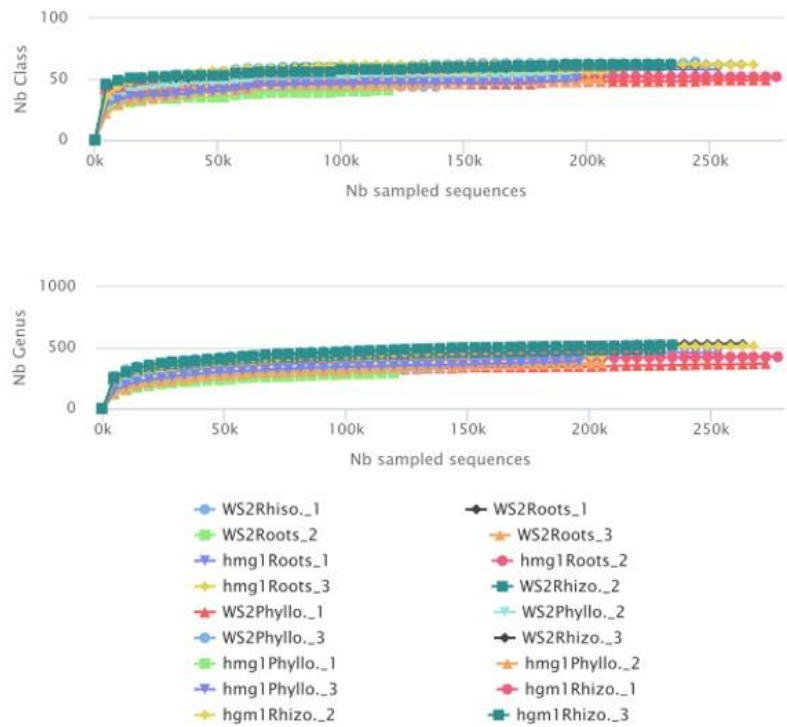 100
50
0
Nb Class
0k 50k 100k 150k 200k 250k
Nb sampled sequences
1000
500
0
Nb Genus
0k 50k 100k 150k 200k 250k
Nb sampled sequences
WS2Rhiso._1 WS2Roots_1
WS2Roots_2 WS2Roots_3
hmg1Roots_1 hmg1Roots_2
hmg1Roots_3 WS2Rhizo._2
WS2Phyllo._1 WS2Phyllo._2
WS2Phyllo._3 WS2Rhizo._3
hmg1Phyllo._1 hmg1Phyllo._2
hmg1Phyllo._3 hgm1Rhizo._1
hgm1Rhizo._2 hgm1Rhizo._3